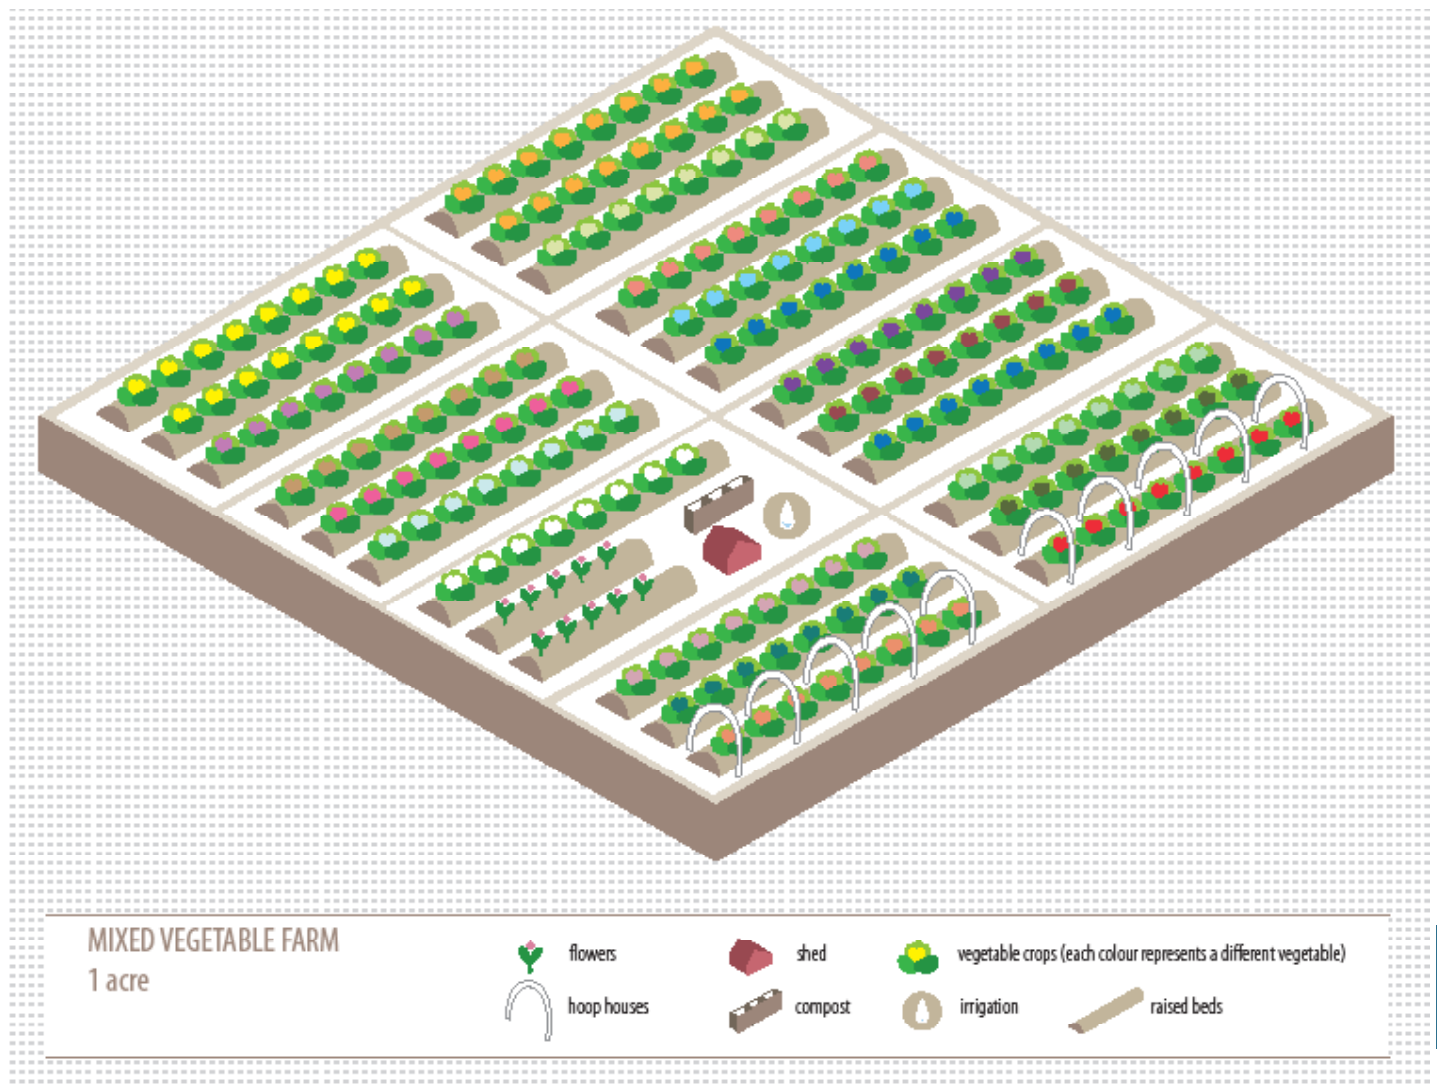 MIXED VEGETABLE FARM
1 acre
flowers
shed
vegetable crops (each colour represents a different vegetable)
hoop houses
compost
irrigation
raised beds